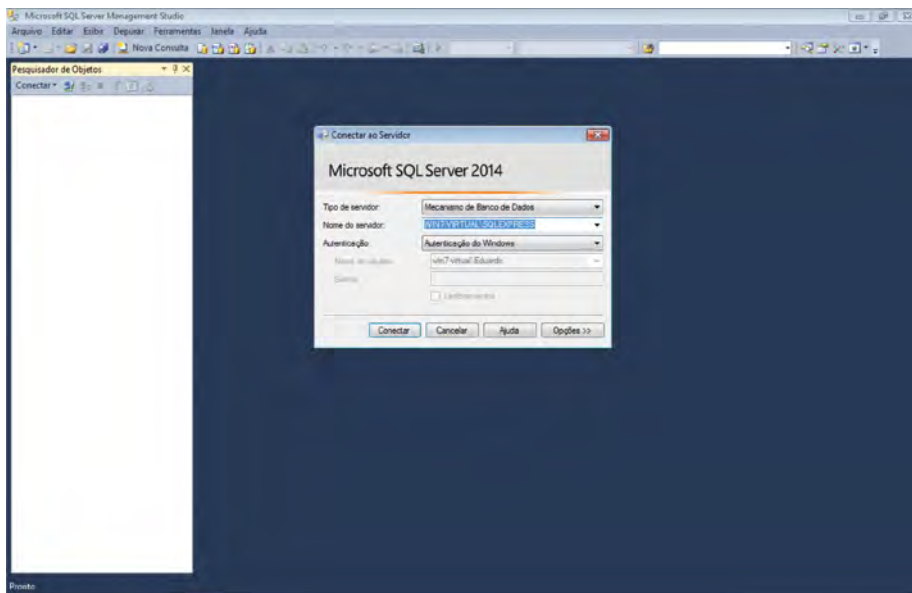 Microsoft SQL Server Management Studio
Arquivo Editar Exibir Depurar Ferramentas Janela Ajuda
Nova Consulta
Pesquisador de Objetos
Conectar
Conectar ao Servidor
Microsoft SQL Server 2014
Tipo de servidor: Mecanismo de Banco de Dados
Nome do servidor: WIN7-VIRTUAL\SQLEXPRESS
Autenticação: Autenticação do Windows
win7-virtual\Eduardo
Conectar Cancelar Ajuda Opções >>
Pronto